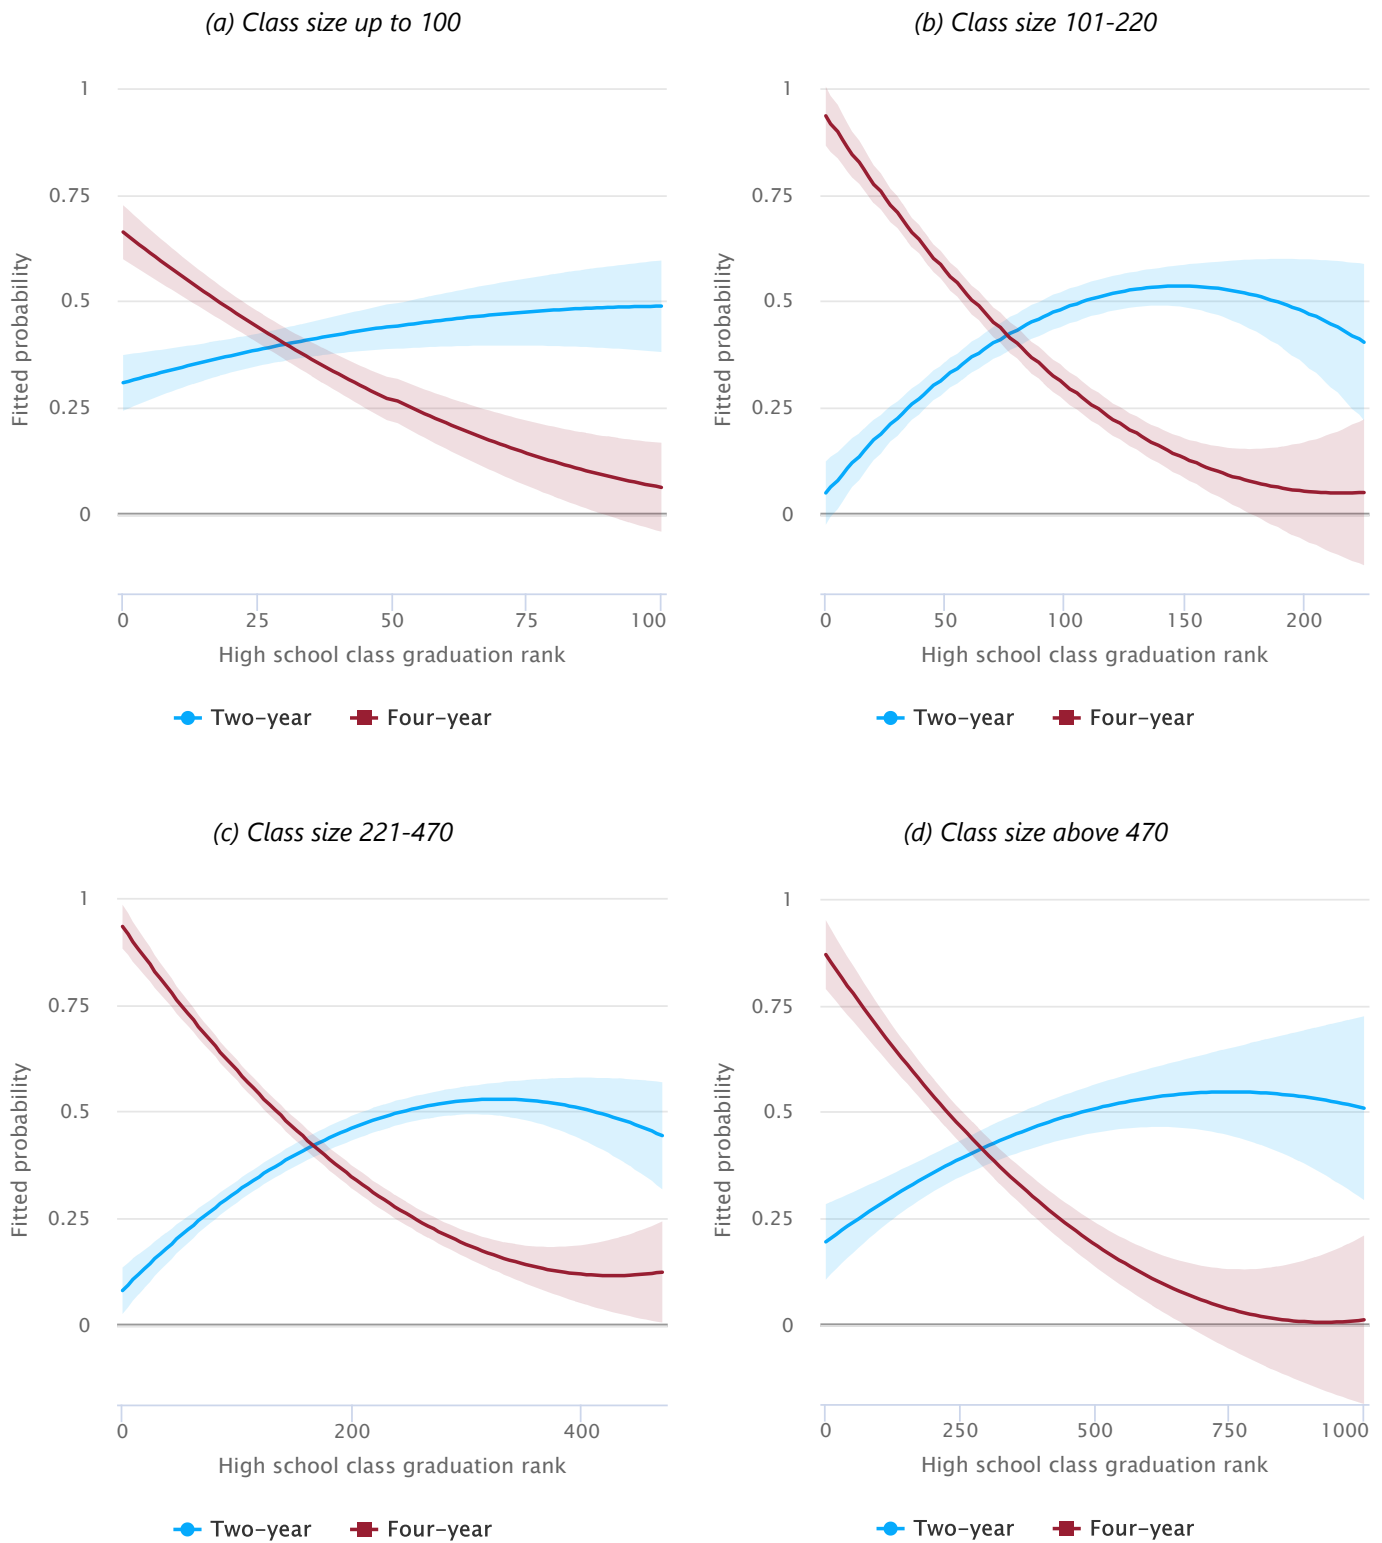 (a) Class size up to 100
1
0.75
0.5
0.25
0
Fitted probability
0 25 50 75 100
High school class graduation rank
Two-year Four-year
(b) Class size 101-220
1
0.75
0.5
0.25
0
Fitted probability
0 50 100 150 200
High school class graduation rank
Two-year Four-year
(c) Class size 221-470
1
0.75
0.5
0.25
0
Fitted probability
0 200 400
High school class graduation rank
Two-year Four-year
(d) Class size above 470
1
0.75
0.5
0.25
0
Fitted probability
0 250 500 750 1000
High school class graduation rank
Two-year Four-year